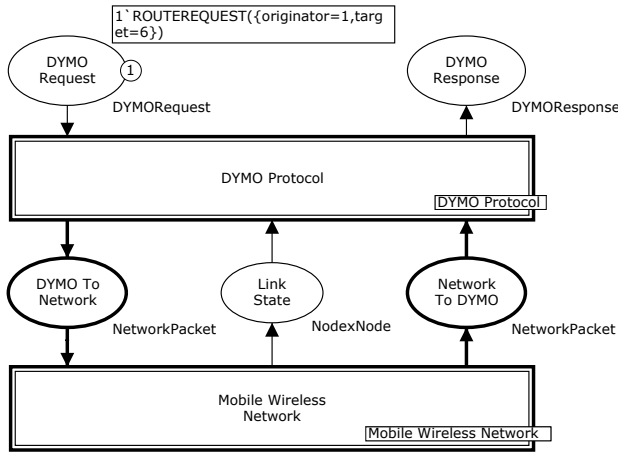 1`ROUTEREQUEST({originator=1,targ
et=6})
DYMO
Request
1
DYMO
Response
DYMORequest
DYMOResponse
DYMO Protocol
DYMO Protocol
DYMO To
Network
Link
State
Network
To DYMO
NetworkPacket
NodexNode
NetworkPacket
Mobile Wireless
Network
Mobile Wireless Network